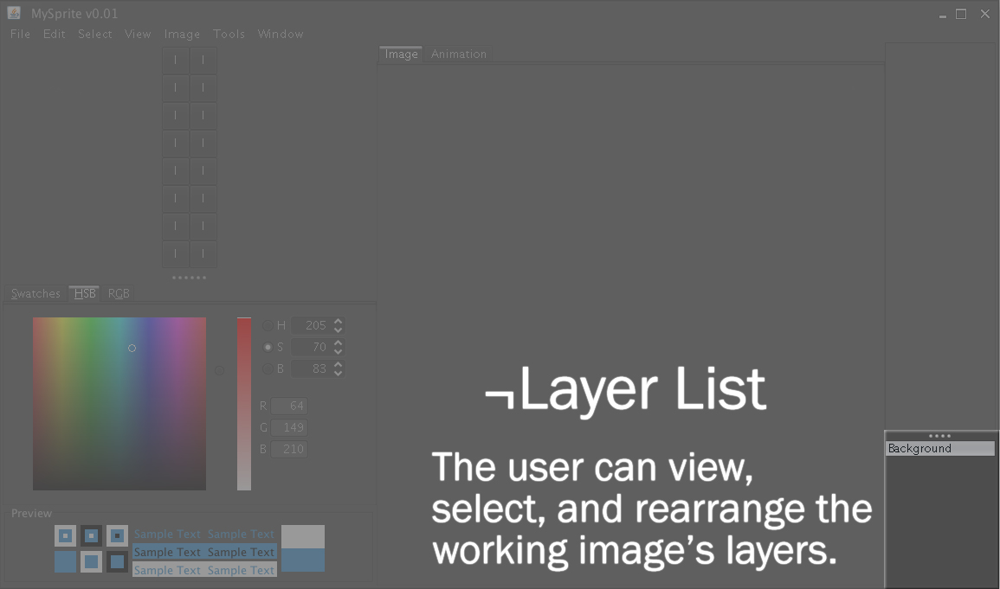 MySprite v0.01
File Edit Select View Image Tools Window
Image Animation
Swatches HSB RGB
H 205
S 70
B 83
R 64
G 149
B 210
¬Layer List
The user can view,
select, and rearrange the
working image's layers.
Background
Preview
Sample Text Sample Text
Sample Text Sample Text
Sample Text Sample Text